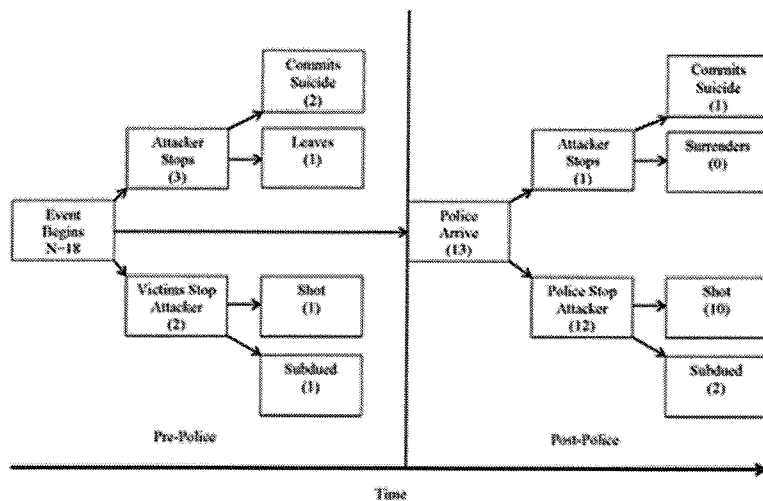 Commits
Suicide
(2)
Attacker
Stops
(3)
Leaves
(1)
Event
Begins
N=18
Victims Stop
Attacker
(2)
Shot
(1)
Subdued
(1)
Pre-Police
Commits
Suicide
(1)
Attacker
Stops
(1)
Surrenders
(0)
Police
Arrive
(13)
Police Stop
Attacker
(12)
Shot
(10)
Subdued
(2)
Post-Police
Time